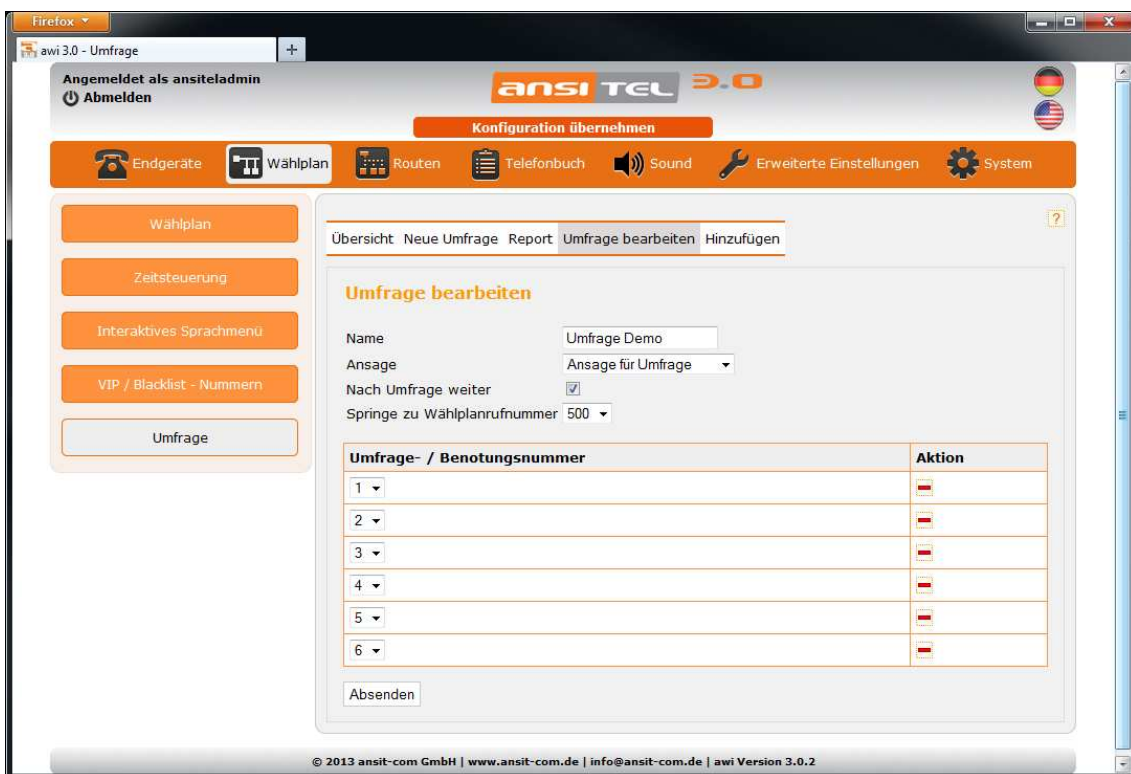 Firefox
awi 3.0 - Umfrage
+
Angemeldet als ansiteladmin
Abmelden
ansi TEL 3.0
Konfiguration übernehmen
Endgeräte Wählplan Routen Telefonbuch Sound Erweiterte Einstellungen System
Wählplan
Zeitsteuerung
Interaktives Sprachmenü
VIP / Blacklist - Nummern
Umfrage
?
Übersicht Neue Umfrage Report Umfrage bearbeiten Hinzufügen
Umfrage bearbeiten
Name Umfrage Demo
Ansage Ansage für Umfrage
Nach Umfrage weiter
Springe zu Wählplanrufnummer 500
Umfrage- / Benotungsnummer Aktion
1
2
3
4
5
6
Absenden
© 2013 ansit-com GmbH | www.ansit-com.de | info@ansit-com.de | awi Version 3.0.2